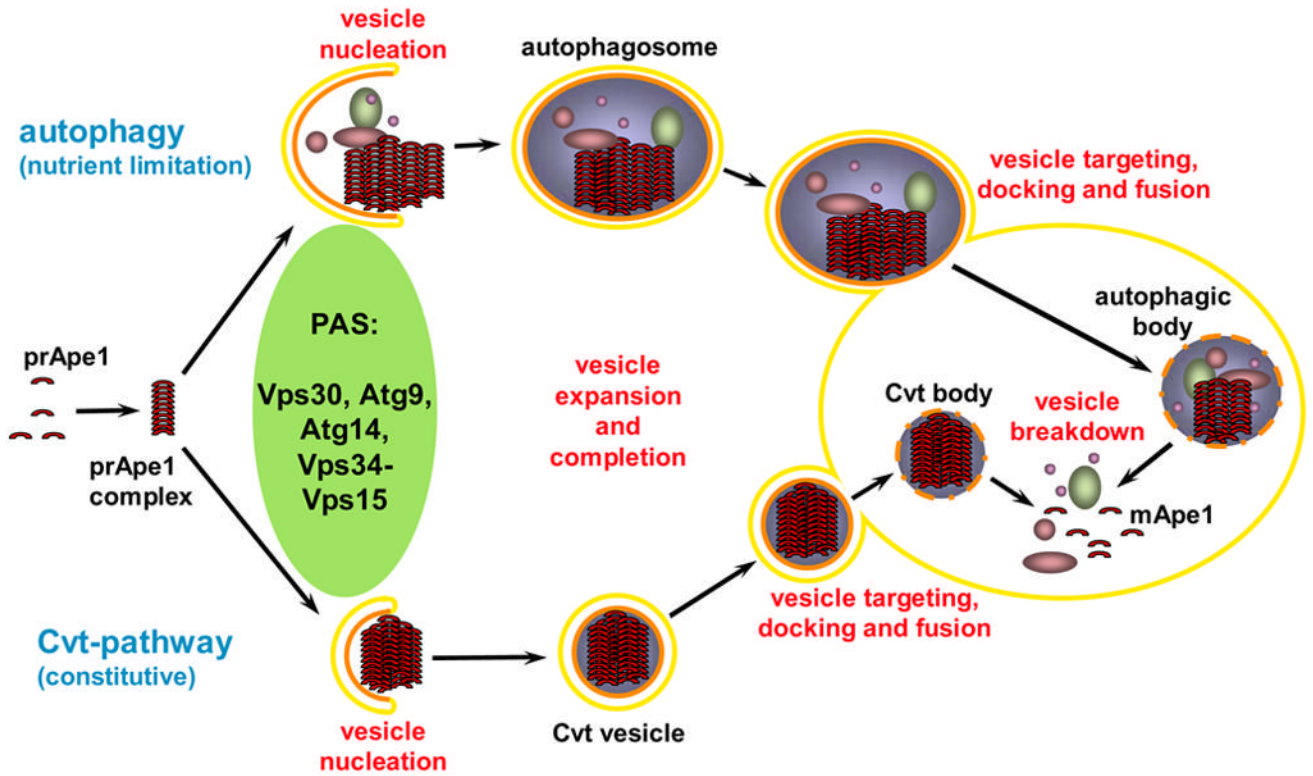 vesicle
nucleation
autophagosome
autophagy
(nutrient limitation)
vesicle targeting,
docking and fusion
PAS:
Vps30, Atg9,
Atg14,
Vps34-
Vps15
prApe1
prApe1
complex
vesicle
expansion
and
completion
autophagic
body
Cvt body
vesicle
breakdown
mApe1
vesicle targeting,
docking and fusion
Cvt-pathway
(constitutive)
vesicle
nucleation
Cvt vesicle